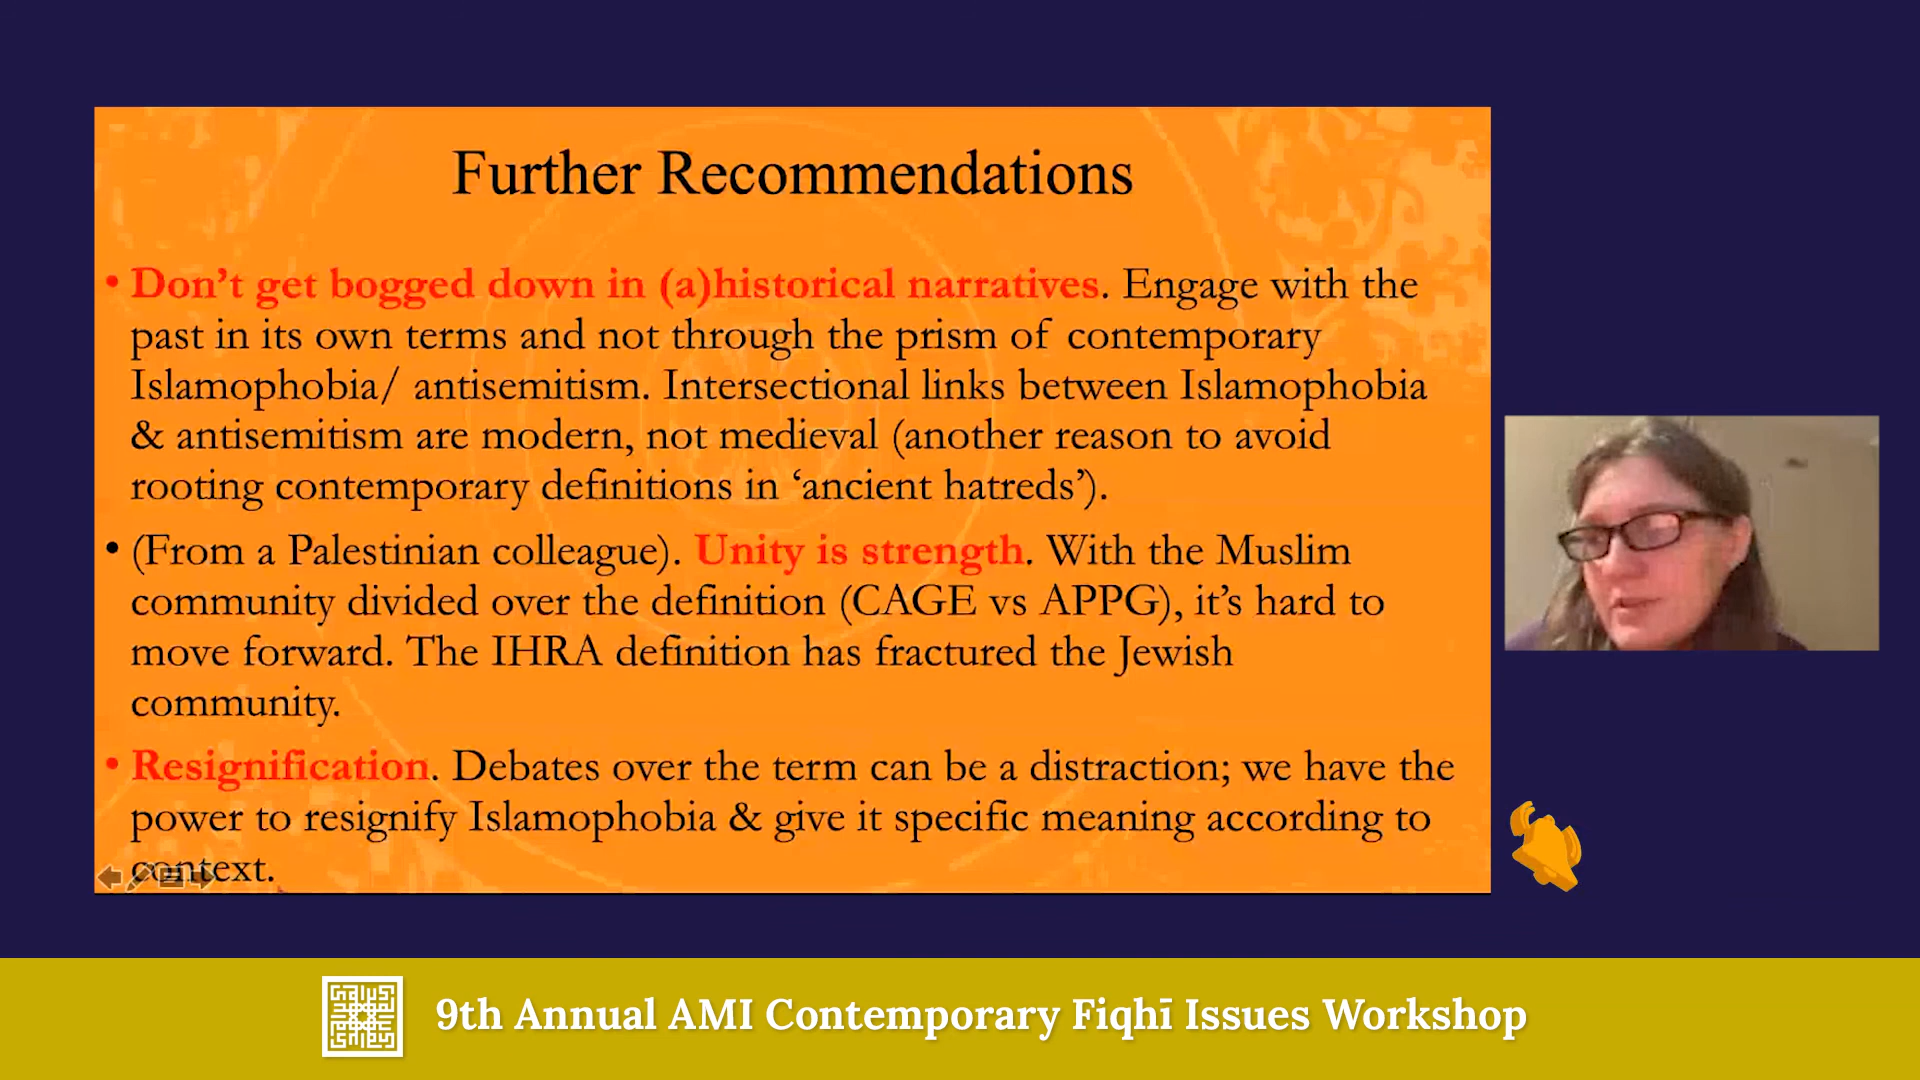 Further Recommendations
• Don’t get bogged down in (a)historical narratives. Engage with the
past in its own terms and not through the prism of contemporary
Islamophobia/ antisemitism. Intersectional links between Islamophobia
& antisemitism are modern, not medieval (another reason to avoid
rooting contemporary definitions in ‘ancient hatreds’).
• (From a Palestinian colleague). Unity is strength. With the Muslim
community divided over the definition (CAGE vs APPG), it’s hard to
move forward. The IHRA definition has fractured the Jewish
community.
• Resignification. Debates over the term can be a distraction; we have the
power to resignify Islamophobia & give it specific meaning according to
context.
9th Annual AMI Contemporary Fiqhī Issues Workshop